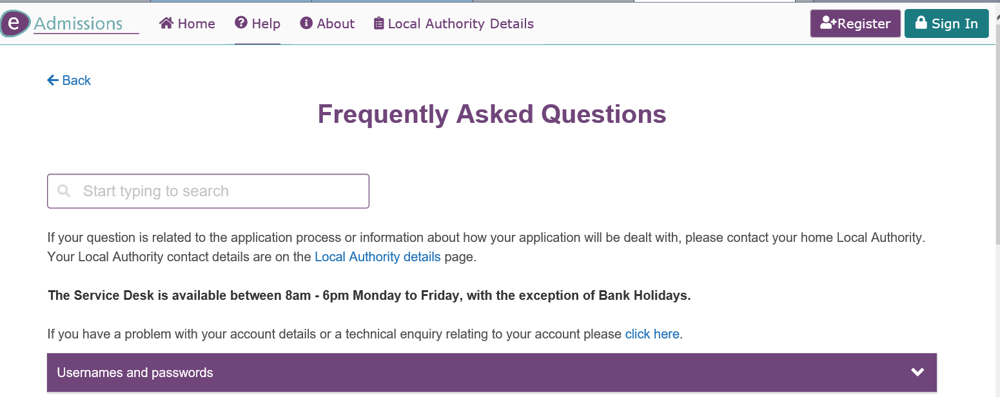 e Admissions Home Help About Local Authority Details Register Sign In
Back
Frequently Asked Questions
Start typing to search
If your question is related to the application process or information about how your application will be dealt with, please contact your home Local Authority.
Your Local Authority contact details are on the Local Authority details page.
The Service Desk is available between 8am - 6pm Monday to Friday, with the exception of Bank Holidays.
If you have a problem with your account details or a technical enquiry relating to your account please click here.
Usernames and passwords